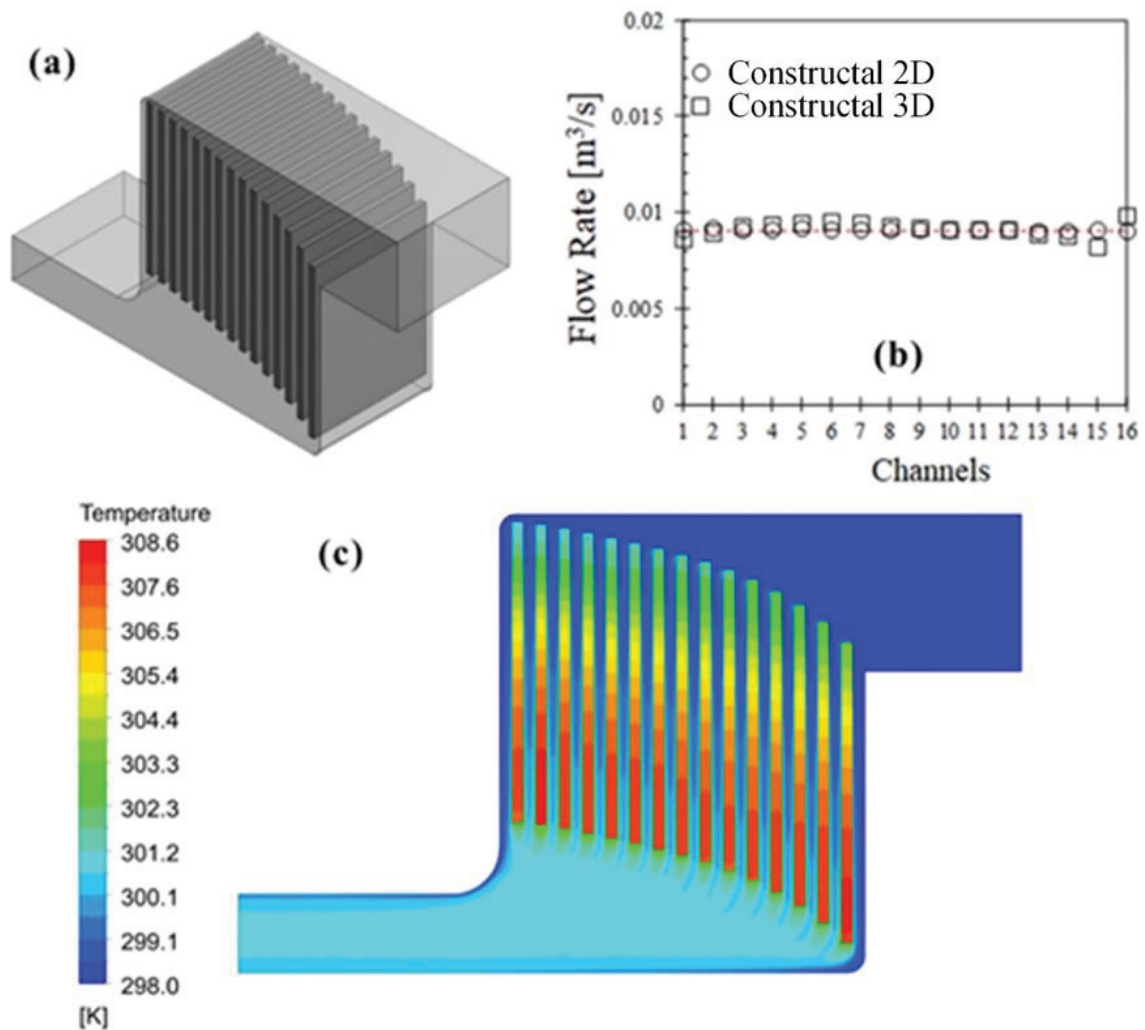 (a)
0.02
0.015
0.01
0.005
0
Flow Rate [m³/s]
Constructal 2D
Constructal 3D
(b)
1 2 3 4 5 6 7 8 9 10 11 12 13 14 15 16
Channels
Temperature
308.6
307.6
306.5
305.4
304.4
303.3
302.3
301.2
300.1
299.1
298.0
[K]
(c)